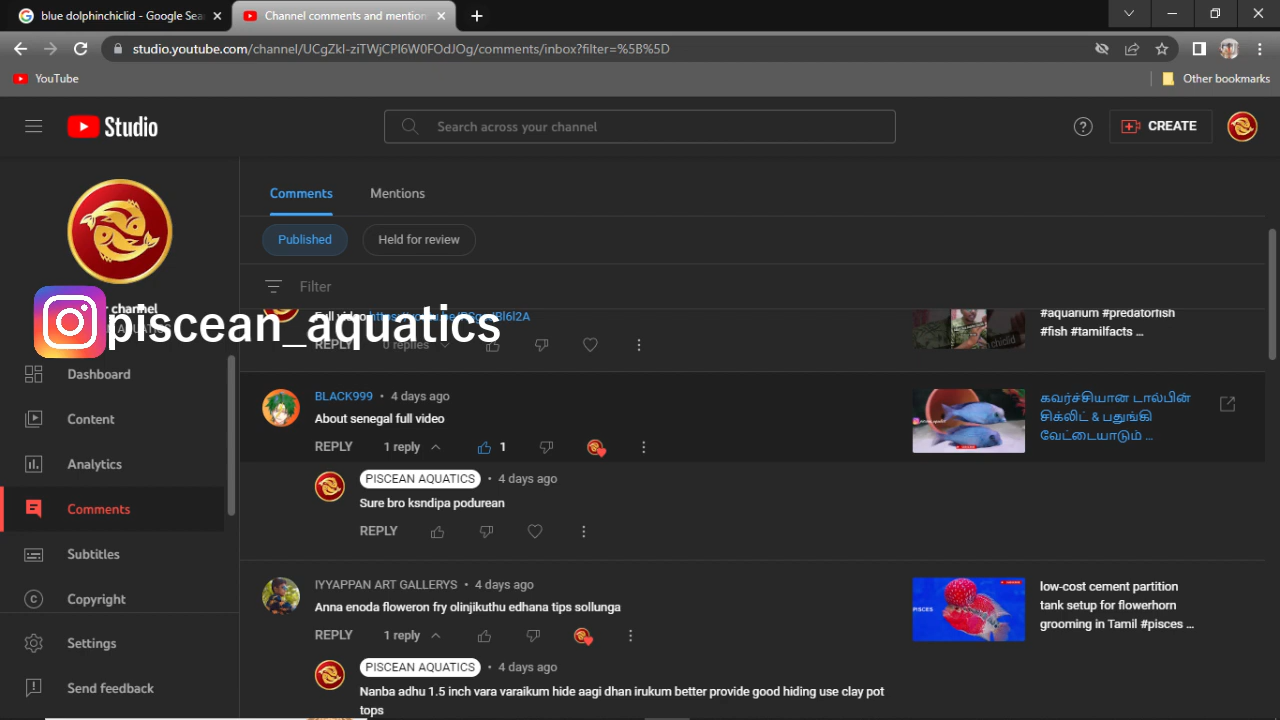 blue dolphinchiclid - Google Sea
Channel comments and mention
studio.youtube.com/channel/UCgZkI-ziTWjCPl6W0FOdJOg/comments/inbox?filter=%5B%5D
YouTube
Other bookmarks
Studio
Search across your channel
CREATE
Comments
Mentions
Published
Held for review
Filter
channel
piscean_aquatics
Full video
REPLY
0 replies
#aquarium #predatorfish
#fish #tamilfacts ...
Dashboard
Content
Analytics
Comments
Subtitles
Copyright
Settings
Send feedback
BLACK999 • 4 days ago
About senegal full video
REPLY 1 reply 1
கவர்ச்சியான டால்பின்
சிக்லிட் & பதுங்கி
வேட்டையாடும் ...
PISCEAN AQUATICS • 4 days ago
Sure bro ksndipa podurean
REPLY
IYYAPPAN ART GALLERYS • 4 days ago
Anna enoda floweron fry olinjikuthu edhana tips sollunga
REPLY 1 reply
PISCES
low-cost cement partition
tank setup for flowerhorn
grooming in Tamil #pisces ...
PISCEAN AQUATICS • 4 days ago
Nanba adhu 1.5 inch vara varaikum hide aagi dhan irukum better provide good hiding use clay pot
tops